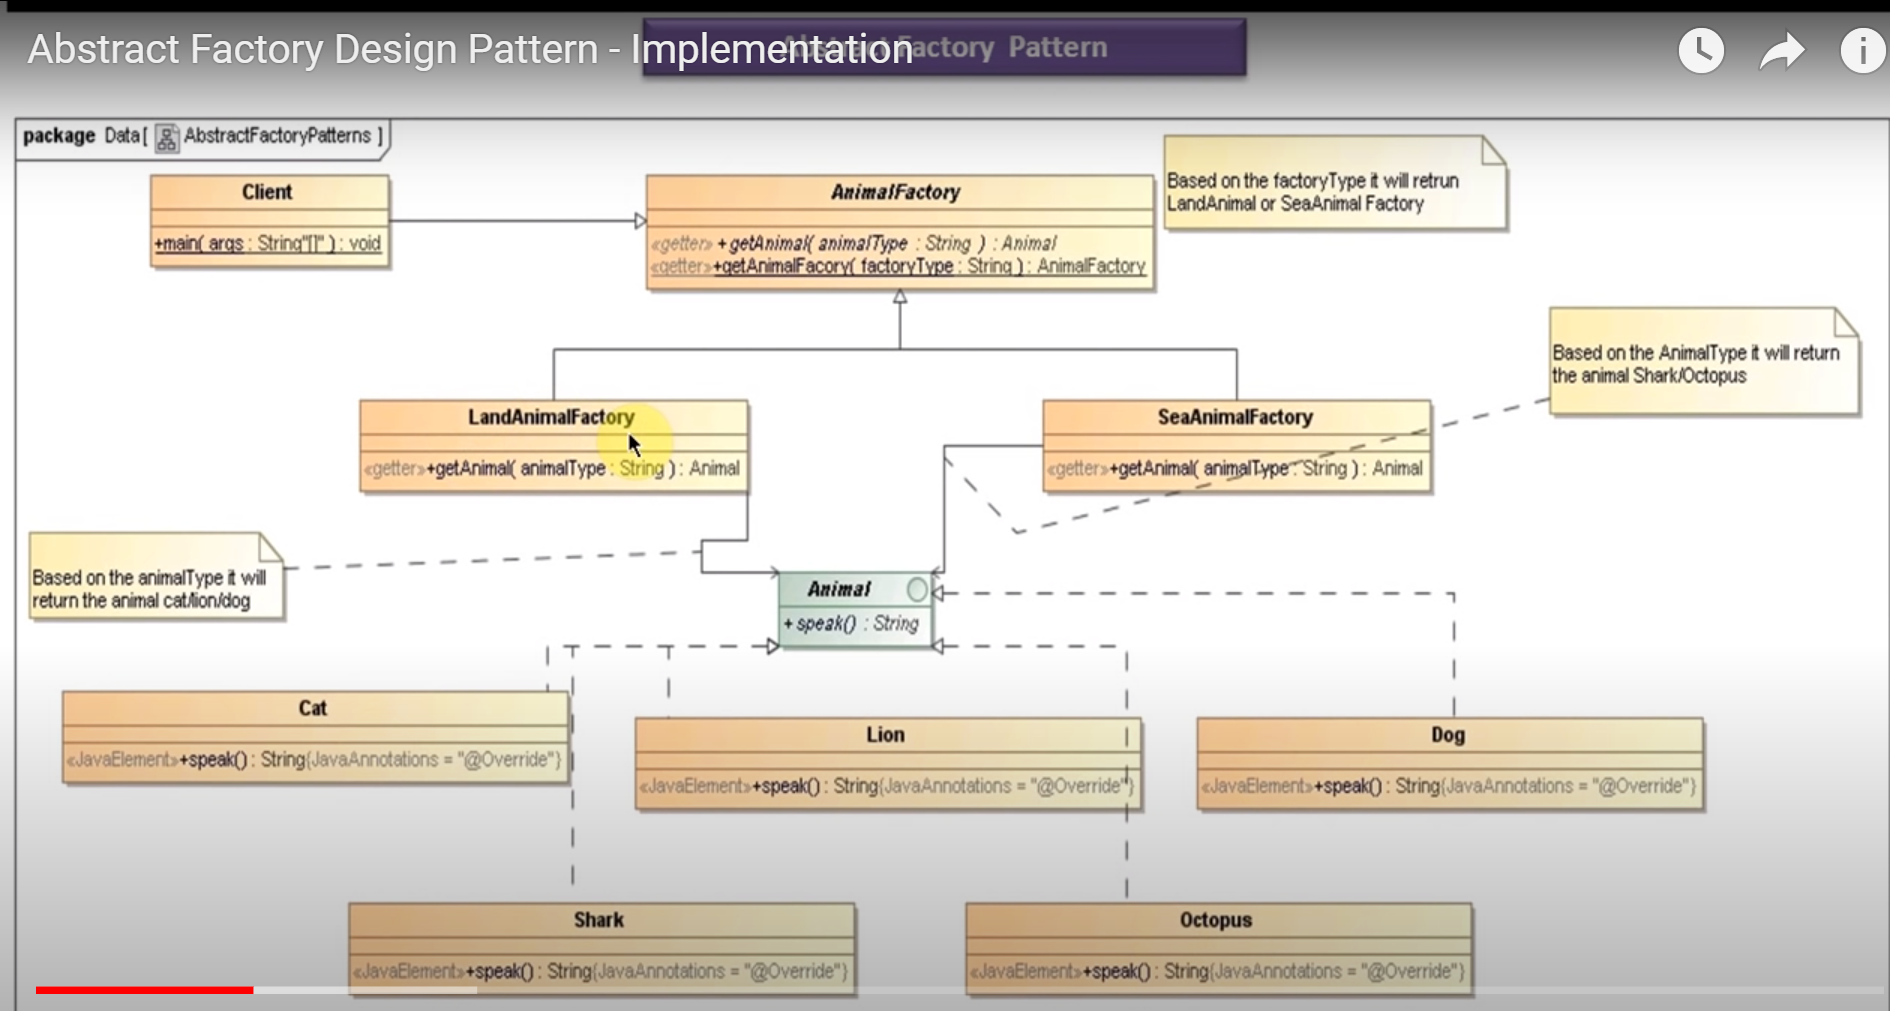 Abstract Factory Design Pattern - Implementation
Abstract Factory Pattern
package Data[ AbstractFactoryPatterns ]
Client
+main( args : String"[]" ) : void
AnimalFactory
«getter» + getAnimal( animalType : String ) : Animal
«getter»+getAnimalFacory( factoryType : String ) : AnimalFactory
Based on the factoryType it will retrun
LandAnimal or SeaAnimal Factory
Based on the AnimalType it will return
the animal Shark/Octopus
LandAnimalFactory
«getter»+getAnimal( animalType : String ) : Animal
SeaAnimalFactory
«getter»+getAnimal( animalType : String ) : Animal
Based on the animalType it will
return the animal cat/lion/dog
Animal
+ speak() : String
Cat
«JavaElement»+speak() : String{JavaAnnotations = "@Override"}
Lion
«JavaElement»+speak() : String{JavaAnnotations = "@Override"}
Dog
«JavaElement»+speak() : String{JavaAnnotations = "@Override"}
Shark
«JavaElement»+speak() : String{JavaAnnotations = "@Override"}
Octopus
«JavaElement»+speak() : String{JavaAnnotations = "@Override"}